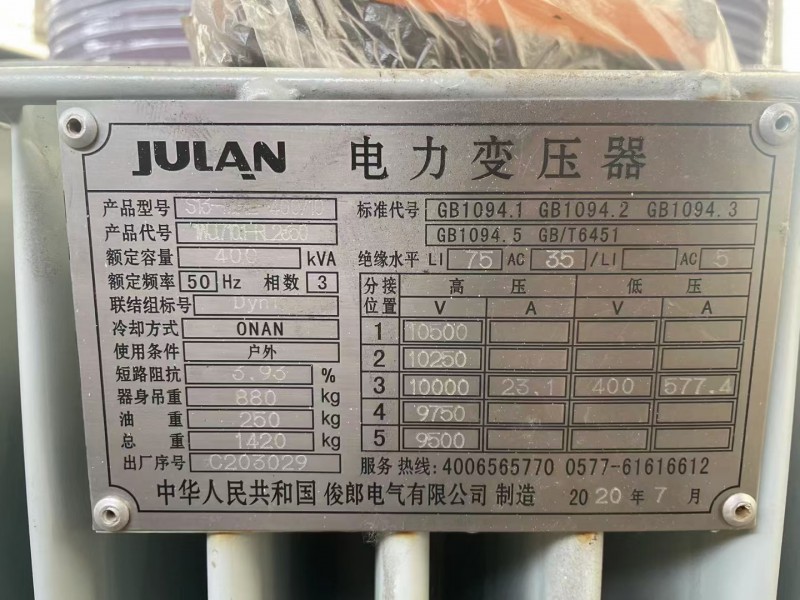 JULAN 电力变压器
产品型号 标准代号 GB1094.1 GB1094.2 GB1094.3
产品代号 GB1094.5 GB/T6451
额定容量 400 kVA 绝缘水平 LI 75 AC 35 /LI AC 5
额定频率 50 Hz 相数 3 分接位置 高压 低压
联结组标号 V A V A
冷却方式 ONAN 1 10500
使用条件 户外 2 10250
短路阻抗 3.93 % 3 10000 23.1 400 577.4
器身吊重 880 kg
油重 250 kg 4 9750
总重 1420 kg 5 9500
出厂序号 C203029 服务热线:4006565770 0577-61616612
中华人民共和国 俊郎电气有限公司 制造 2020年7月